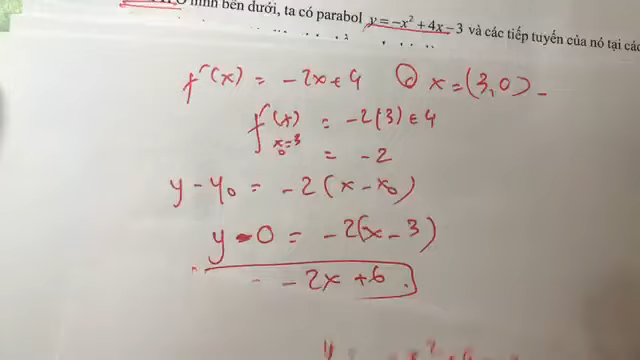 hình bên dưới, ta có parabol y = −x² + 4x − 3 và các tiếp tuyến của nó tại các
f'(x) = -2x+4 @ x = (3,0) -
f'(x) x₀=3 = -2(3)+4
= -2
y - y₀ = -2(x - x₀)
y - 0 = -2(x - 3)
- 2x + 6.